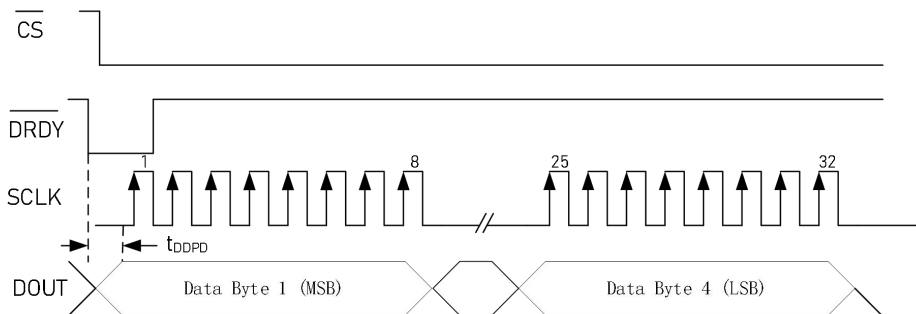 CS
DRDY
1
8
25
32
SCLK
tDDPD
DOUT
Data Byte 1 (MSB)
Data Byte 4 (LSB)